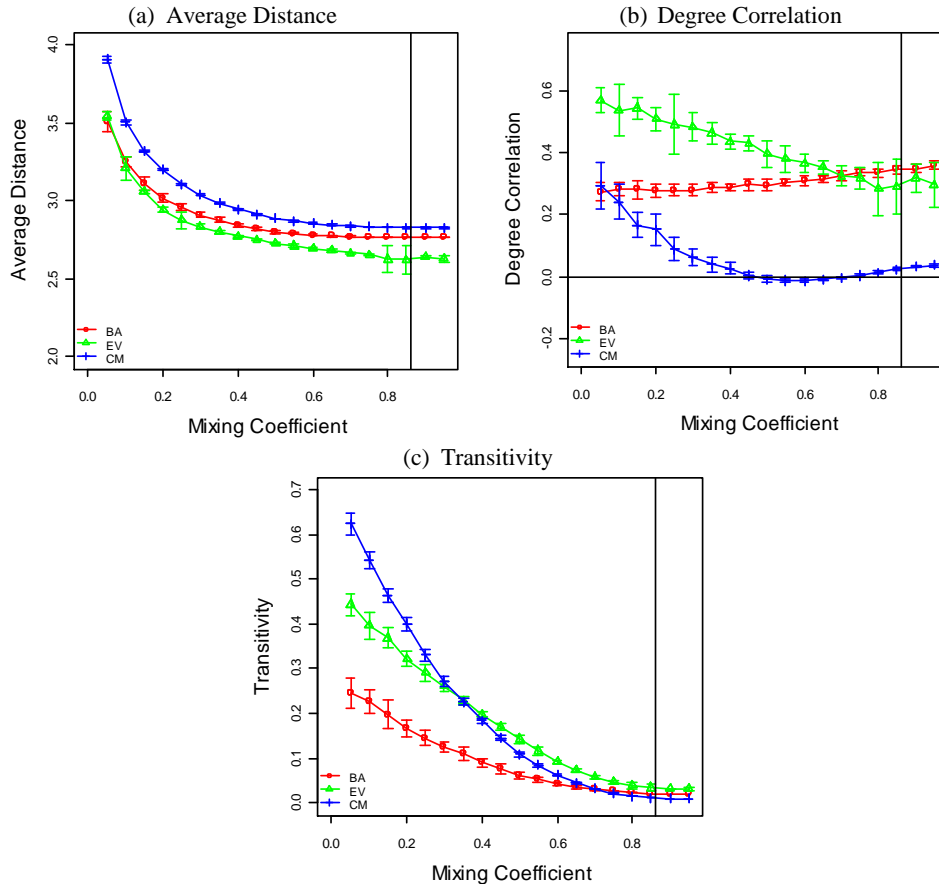 (a) Average Distance
Average Distance
4.0
3.5
3.0
2.5
2.0
BA
EV
CM
0.0 0.2 0.4 0.6 0.8
Mixing Coefficient
(b) Degree Correlation
Degree Correlation
0.6
0.4
0.2
0.0
-0.2
BA
EV
CM
0.0 0.2 0.4 0.6 0.8
Mixing Coefficient
(c) Transitivity
Transitivity
0.7
0.6
0.5
0.4
0.3
0.2
0.1
0.0
BA
EV
CM
0.0 0.2 0.4 0.6 0.8
Mixing Coefficient